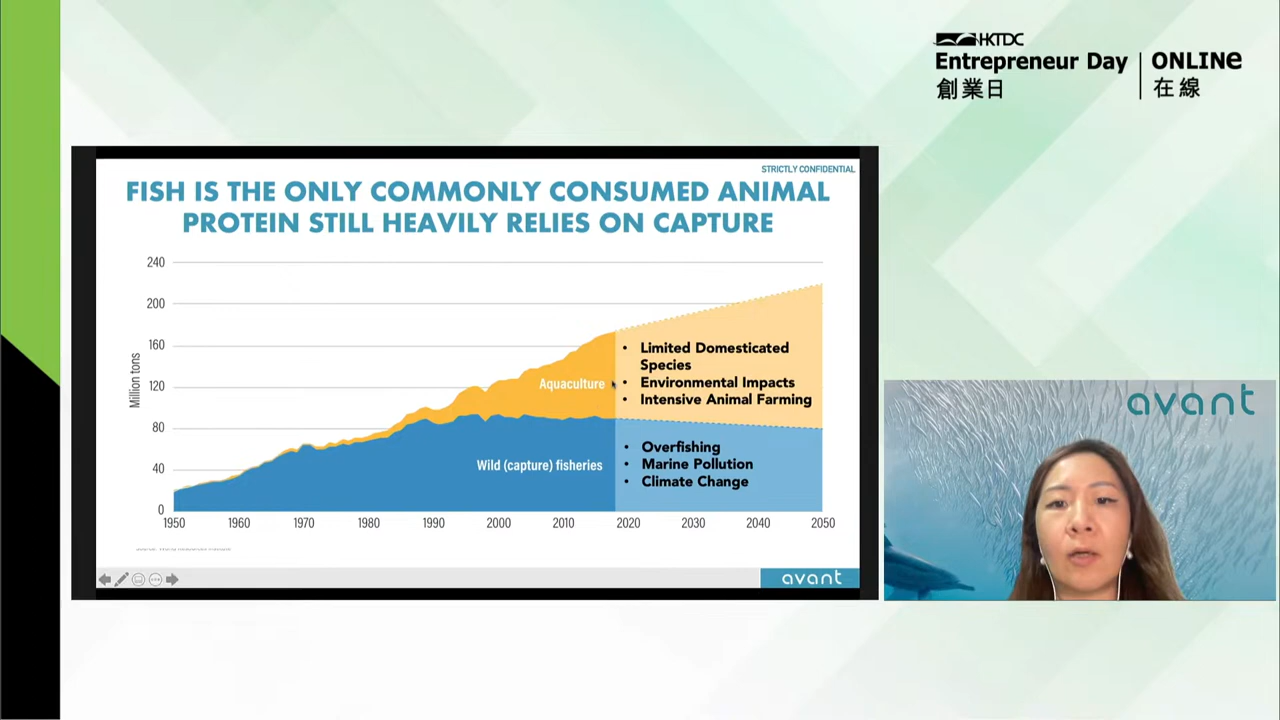 HKTDC
Entrepreneur Day
創業日
ONLINE
在線
STRICTLY CONFIDENTIAL
FISH IS THE ONLY COMMONLY CONSUMED ANIMAL
PROTEIN STILL HEAVILY RELIES ON CAPTURE
Million tons
240
200
160
120
80
40
0
Aquaculture
Wild (capture) fisheries
• Limited Domesticated
Species
• Environmental Impacts
• Intensive Animal Farming
• Overfishing
• Marine Pollution
• Climate Change
1950 1960 1970 1980 1990 2000 2010 2020 2030 2040 2050
avant
avant